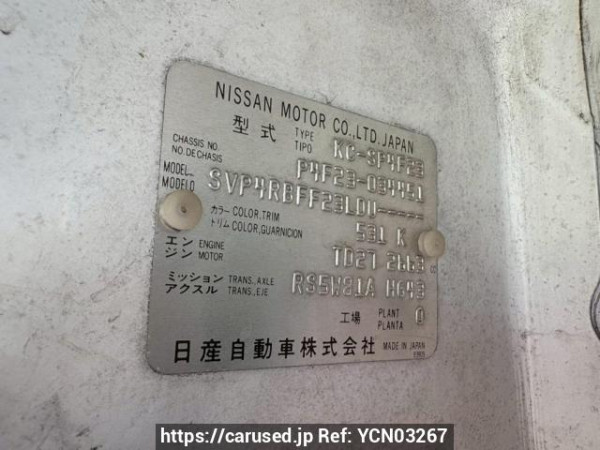 NISSAN MOTOR CO.,LTD.JAPAN
型式 TYPE TIPO KC-SP4F23
CHASSIS NO. NO.DE CHASIS P4F23-034451
MODEL MODELO SVP4RBFF23LDU-----
カラー COLOR,TRIM トリム COLOR,GUARNICION 531 K
エンジン ENGINE MOTOR TD27 2663
ミッション アクスル TRANS.,AXLE TRANS.,EJE RS5W81A H643
工場 PLANT PLANTA
日産自動車株式会社 MADE IN JAPAN
https://carused.jp Ref: YCN03267